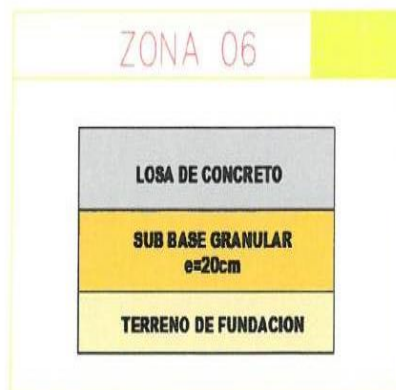 ZONA 06
LOSA DE CONCRETO
SUB BASE GRANULAR
e=20cm
TERRENO DE FUNDACION